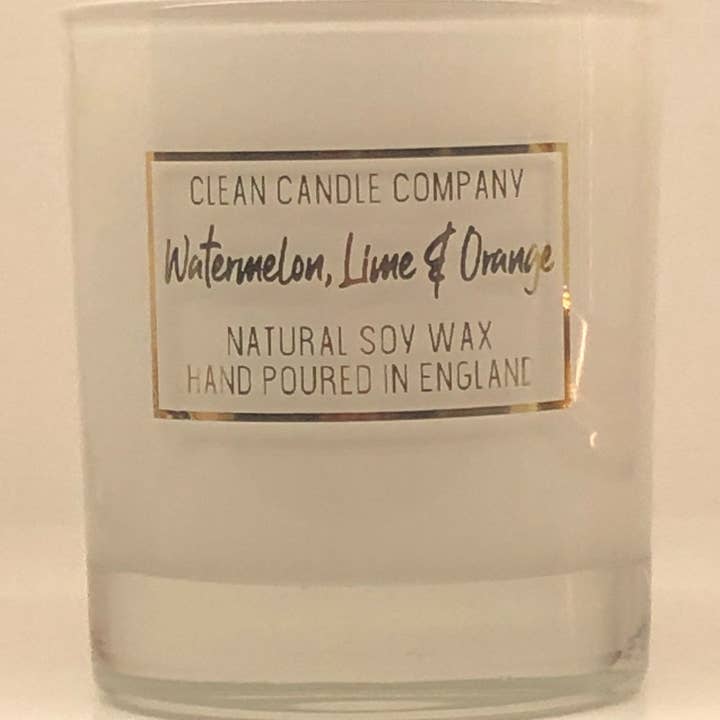 CLEAN CANDLE COMPANY
Watermelon, Lime & Orange
NATURAL SOY WAX
HAND POURED IN ENGLAND